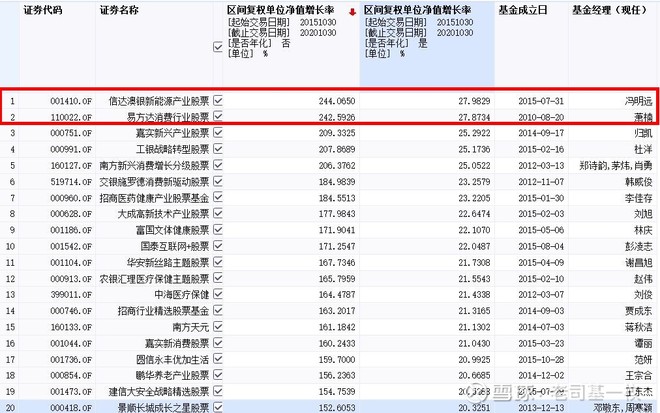 证券代码 证券名称 区间复权单位净值增长率 区间复权单位净值增长率 基金成立日 基金经理（现任）
[起始交易日期] 20151030 [起始交易日期] 20151030
[截止交易日期] 20201030 [截止交易日期] 20201030
[是否年化] 否 [是否年化] 是
[单位] % [单位] %
1 001410.OF 信达澳银新能源产业股票 244.0650 27.9829 2015-07-31 冯明远
2 110022.OF 易方达消费行业股票 242.5926 27.8734 2010-08-20 萧楠
3 000751.OF 嘉实新兴产业股票 209.3325 25.2922 2014-09-17 归凯
4 000991.OF 工银战略转型股票 207.8689 25.1736 2015-02-16 杜洋
5 160127.OF 南方新兴消费增长分级股票 206.3762 25.0522 2012-03-13 郑诗韵,茅炜,肖勇
6 519714.OF 交银施罗德消费新驱动股票 184.9839 23.2579 2012-11-07 韩威俊
7 000960.OF 招商医药健康产业股票基金 184.5513 23.2205 2015-01-30 李佳存
8 000628.OF 大成高新技术产业股票 177.9843 22.6474 2015-02-03 刘旭
9 001186.OF 富国文体健康股票 171.9041 22.1070 2015-05-06 林庆
10 001542.OF 国泰互联网+股票 171.2547 22.0487 2015-08-04 彭凌志
11 001104.OF 华安新丝路主题股票 167.7346 21.7308 2015-04-09 谢昌旭
12 000913.OF 农银汇理医疗保健主题股票 165.7959 21.5543 2015-02-10 赵伟
13 399011.OF 中海医疗保健 164.4787 21.4338 2012-03-07 刘俊
14 000746.OF 招商行业精选股票基金 163.2017 21.3165 2014-09-03 贾成东
15 160133.OF 南方天元 161.1842 21.1302 2014-07-03 蒋秋洁
16 001044.OF 嘉实新消费股票 160.2433 21.0430 2015-03-23 谭丽
17 001736.OF 圆信永丰优加生活 159.7000 20.9925 2015-10-28 范妍
18 000854.OF 鹏华养老产业股票 156.2363 20.6685 2014-12-02 王宗合
19 001473.OF 建信大安全战略精选股票 154.7539
20 000418.OF 景顺长城成长之星股票 152.6053 20.3251 2013-12-13 邓敬东,周寒颖
雪球：老司基一枚